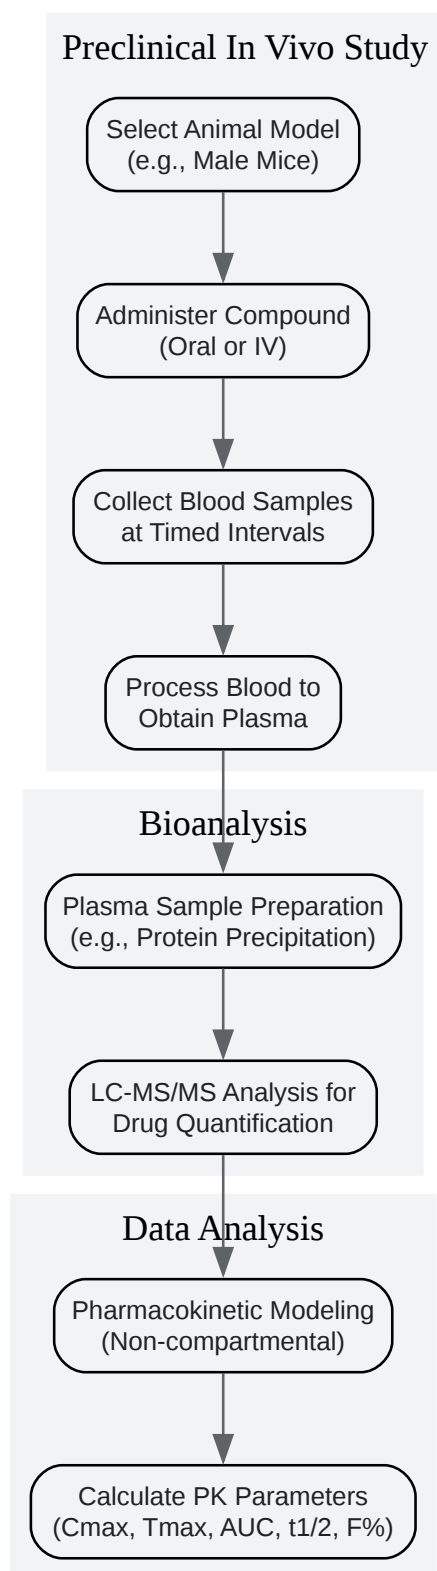 Preclinical In Vivo Study
Select Animal Model
(e.g., Male Mice)
Administer Compound
(Oral or IV)
Collect Blood Samples
at Timed Intervals
Process Blood to
Obtain Plasma
Bioanalysis
Plasma Sample Preparation
(e.g., Protein Precipitation)
LC-MS/MS Analysis for
Drug Quantification
Data Analysis
Pharmacokinetic Modeling
(Non-compartmental)
Calculate PK Parameters
(Cmax, Tmax, AUC, t1/2, F%)